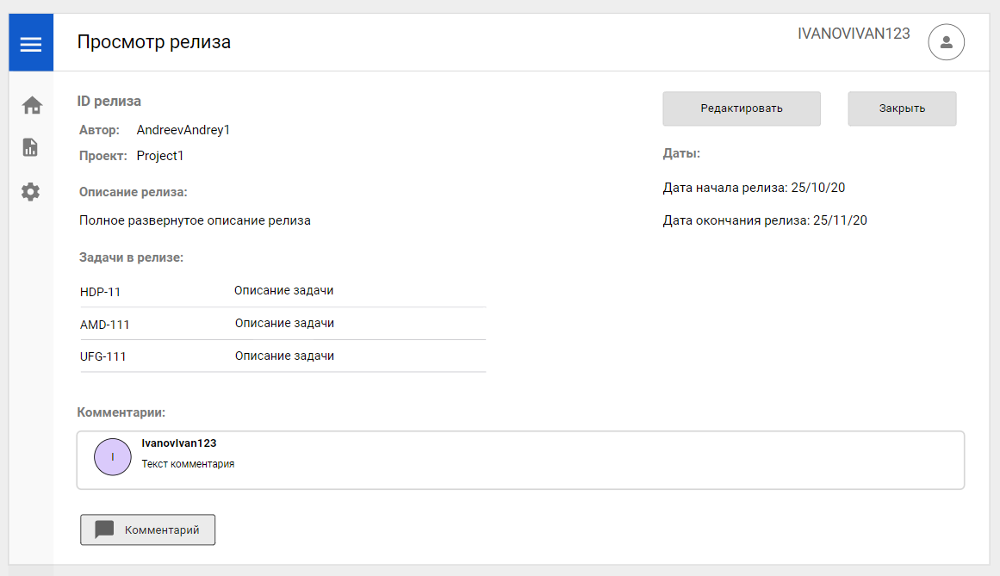 Просмотр релиза
IVANOVIVAN123
ID релиза
Редактировать
Закрыть
Автор: AndreevAndrey1
Проект: Project1
Даты:
Описание релиза:
Дата начала релиза: 25/10/20
Полное развернутое описание релиза
Дата окончания релиза: 25/11/20
Задачи в релизе:
HDP-11 Описание задачи
AMD-111 Описание задачи
UFG-111 Описание задачи
Комментарии:
IvanovIvan123
I
Текст комментария
Комментарий